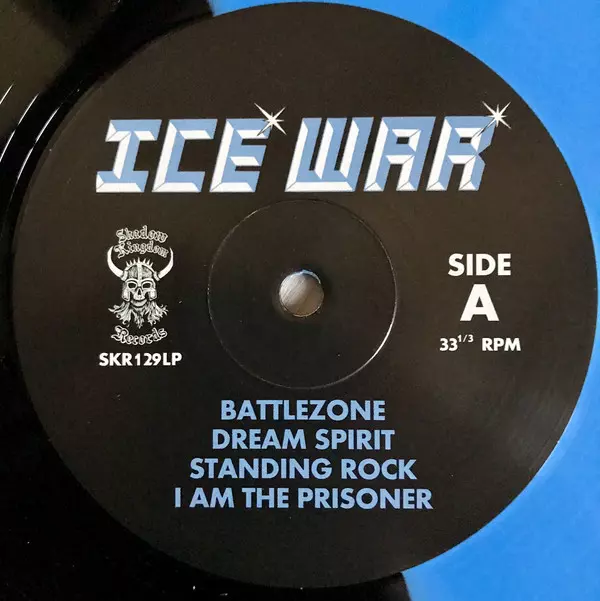 ICE WAR
Shadow
Kingdom
Records
SKR129LP
SIDE
A
33 1/3 RPM
BATTLEZONE
DREAM SPIRIT
STANDING ROCK
I AM THE PRISONER